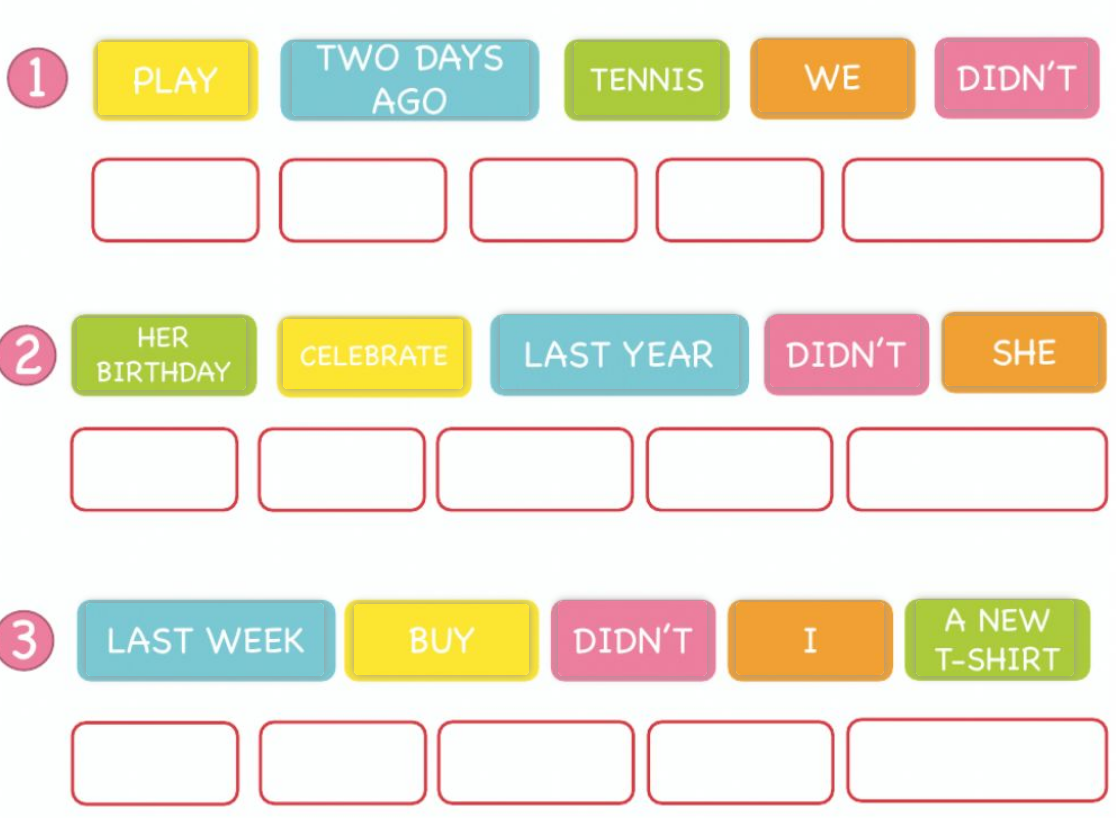 1 PLAY TWO DAYS AGO TENNIS WE DIDN'T
2 HER BIRTHDAY CELEBRATE LAST YEAR DIDN'T SHE
3 LAST WEEK BUY DIDN'T I A NEW T-SHIRT